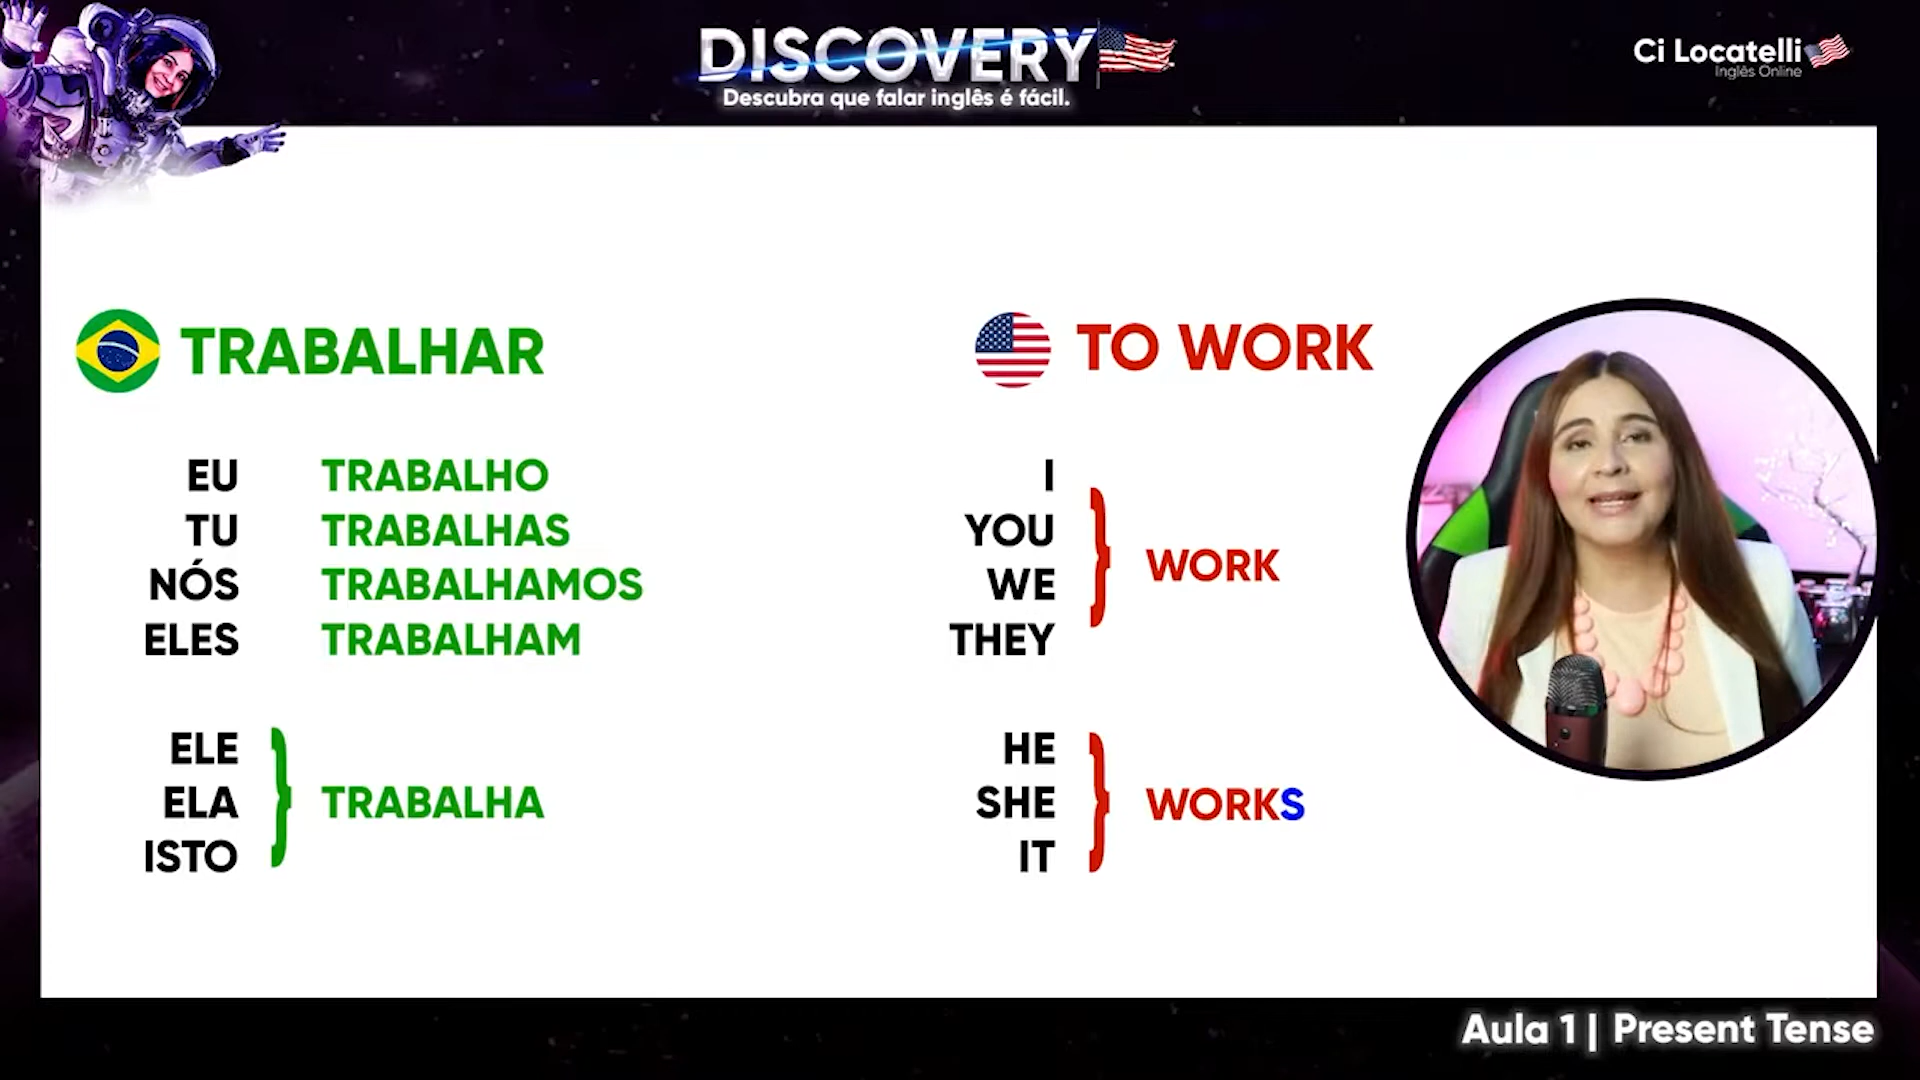 DISCOVERY
Descubra que falar inglês é fácil.
Ci Locatelli
Inglês Online
TRABALHAR
EU TRABALHO
TU TRABALHAS
NÓS TRABALHAMOS
ELES TRABALHAM
ELE
ELA TRABALHA
ISTO
TO WORK
I
YOU
WE
THEY
WORK
HE
SHE WORKS
IT
Aula 1 | Present Tense